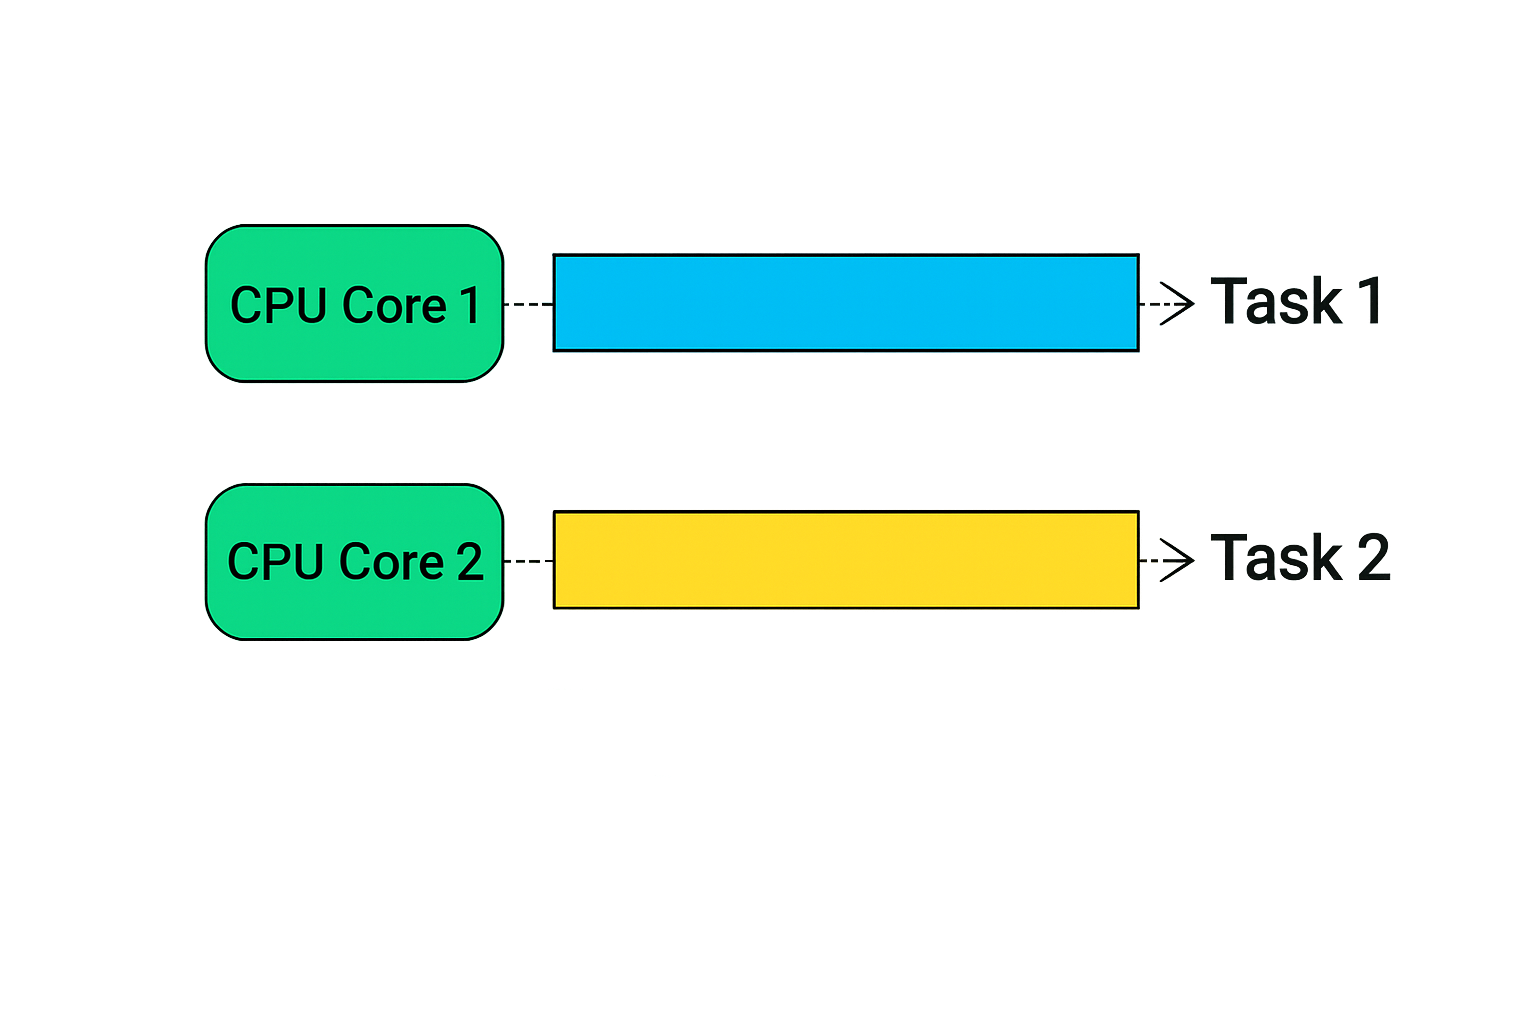 CPU Core 1
Task 1
CPU Core 2
Task 2